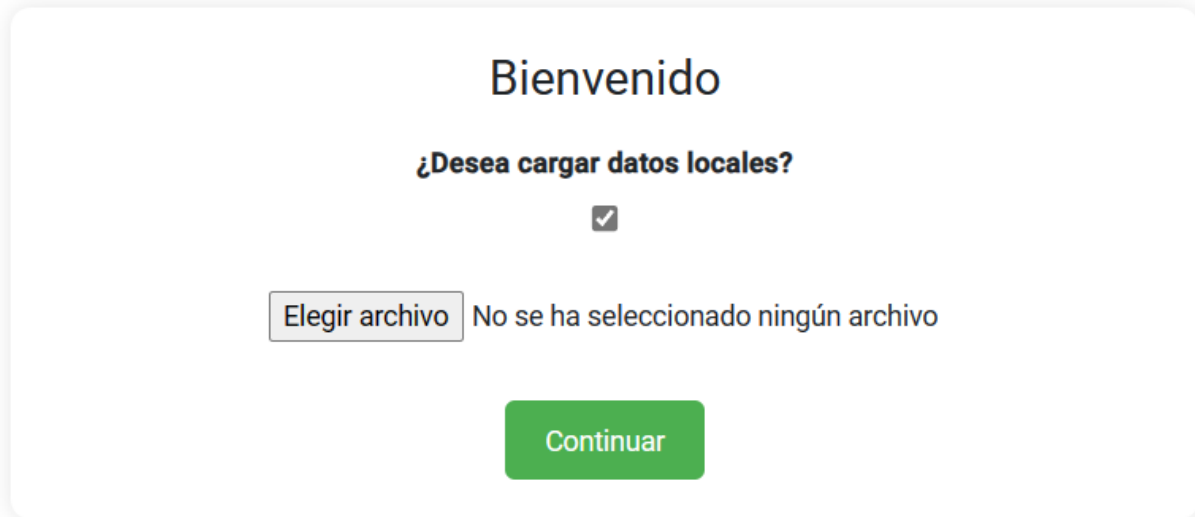 Bienvenido
¿Desea cargar datos locales?
Elegir archivo No se ha seleccionado ningún archivo
Continuar